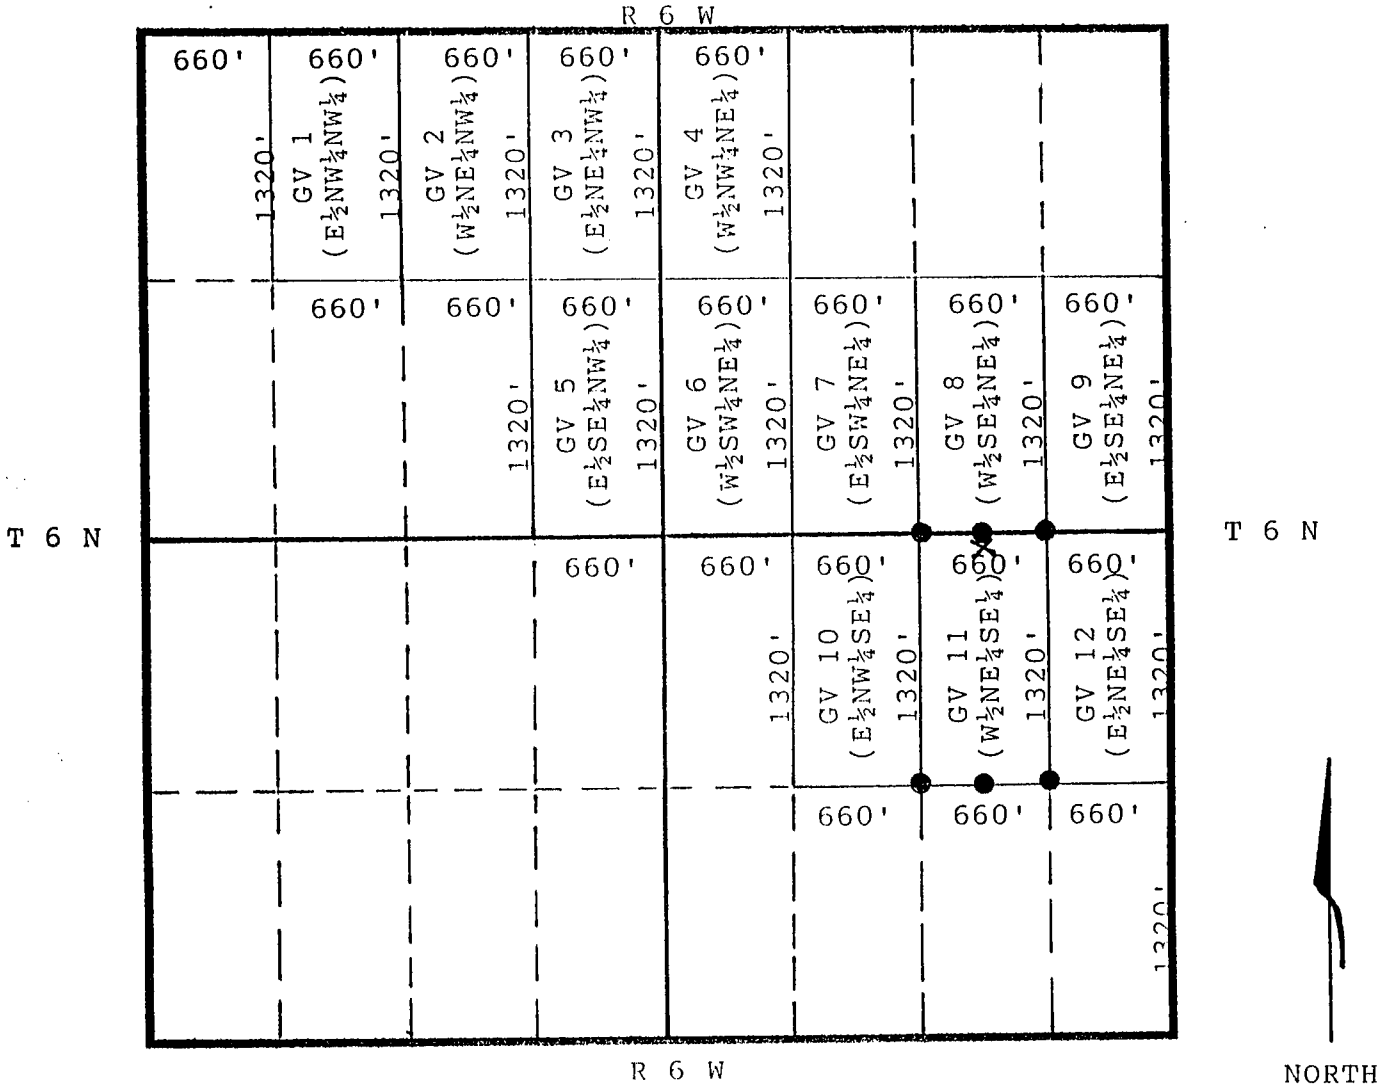 R 6 W
660' 660' 660' 660' 660'
1320'
GV 1
(E½NW¼NW¼)
1320'
GV 2
(W½NE¼NW¼)
1320'
GV 3
(E½NE¼NW¼)
1320'
GV 4
(W½NW¼NE¼)
1320'
660' 660' 660' 660' 660' 660' 660'
1320'
GV 5
(E½SE¼NW¼)
1320'
GV 6
(W½SW¼NE¼)
1320'
GV 7
(E½SW¼NE¼)
1320'
GV 8
(W½SE¼NE¼)
1320'
GV 9
(E½SE¼NE¼)
1320'
T 6 N
T 6 N
X
660' 660' 660' 660' 660'
1320'
GV 10
(E½NW¼SE¼)
1320'
GV 11
(W½NE¼SE¼)
1320'
GV 12
(E½NE¼SE¼)
1320'
660' 660' 660'
1320'
R 6 W
NORTH